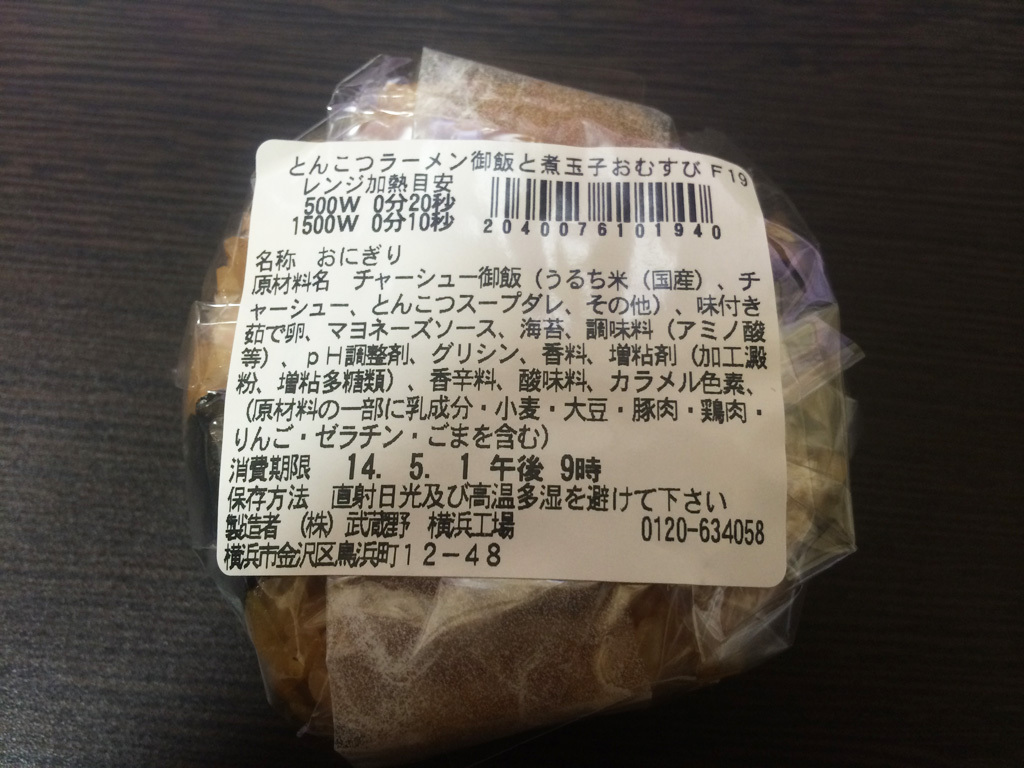 とんこつラーメン御飯と煮玉子おむすび F19
レンジ加熱目安
500W 0分20秒
1500W 0分10秒
2040076101940
名称 おにぎり
原材料名 チャーシュー御飯(うるち米(国産)、チ
ャーシュー、とんこつスープダレ、その他)、味付き
茹で卵、マヨネーズソース、海苔、調味料(アミノ酸
等)、pH調整剤、グリシン、香料、増粘剤(加工澱
粉、増粘多糖類)、香辛料、酸味料、カラメル色素、
(原材料の一部に乳成分・小麦・大豆・豚肉・鶏肉・
りんご・ゼラチン・ごまを含む)
消費期限 14. 5. 1 午後 9時
保存方法 直射日光及び高温多湿を避けて下さい
製造者 (株)武蔵野 横浜工場 0120-634058
横浜市金沢区鳥浜町12-48